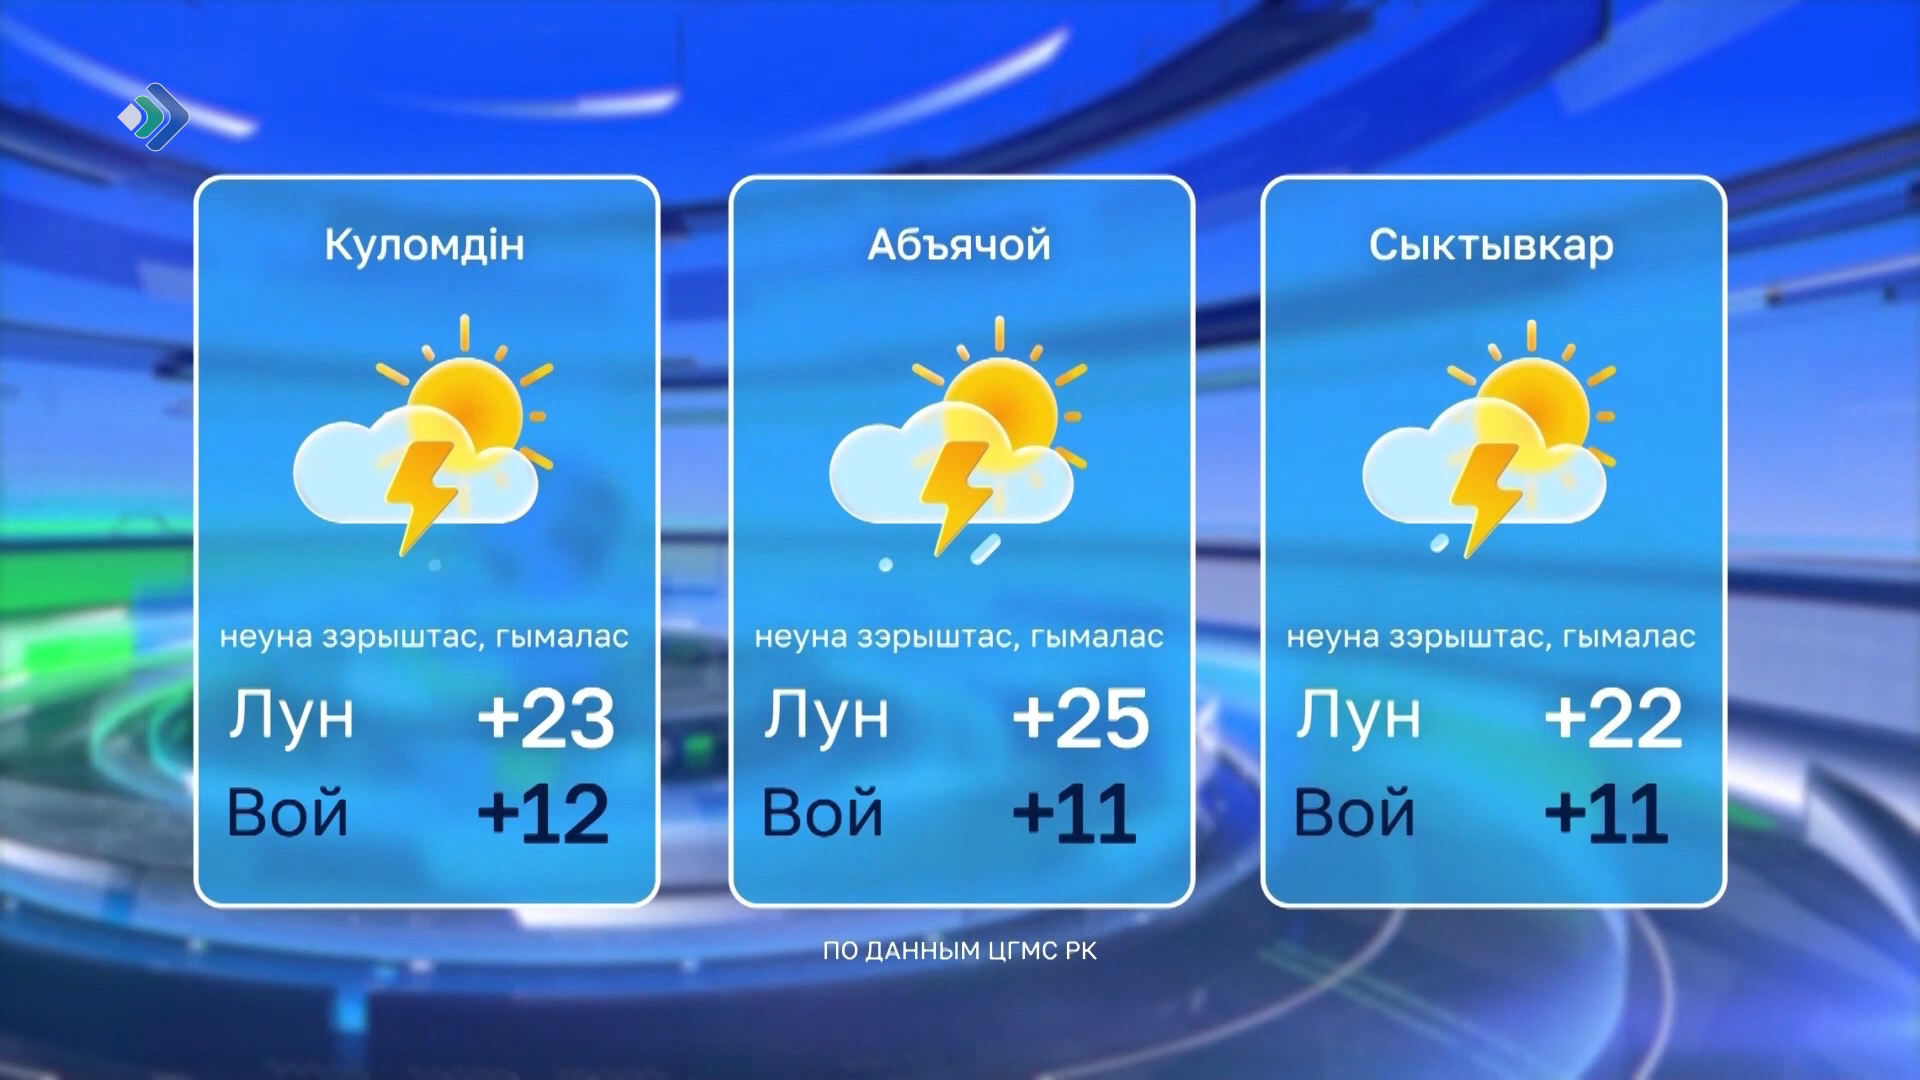 Куломдін
неуна зэрыштас, гымалас
Лун +23
Вой +12
Абъячой
неуна зэрыштас, гымалас
Лун +25
Вой +11
Сыктывкар
неуна зэрыштас, гымалас
Лун +22
Вой +11
ПО ДАННЫМ ЦГМС РК